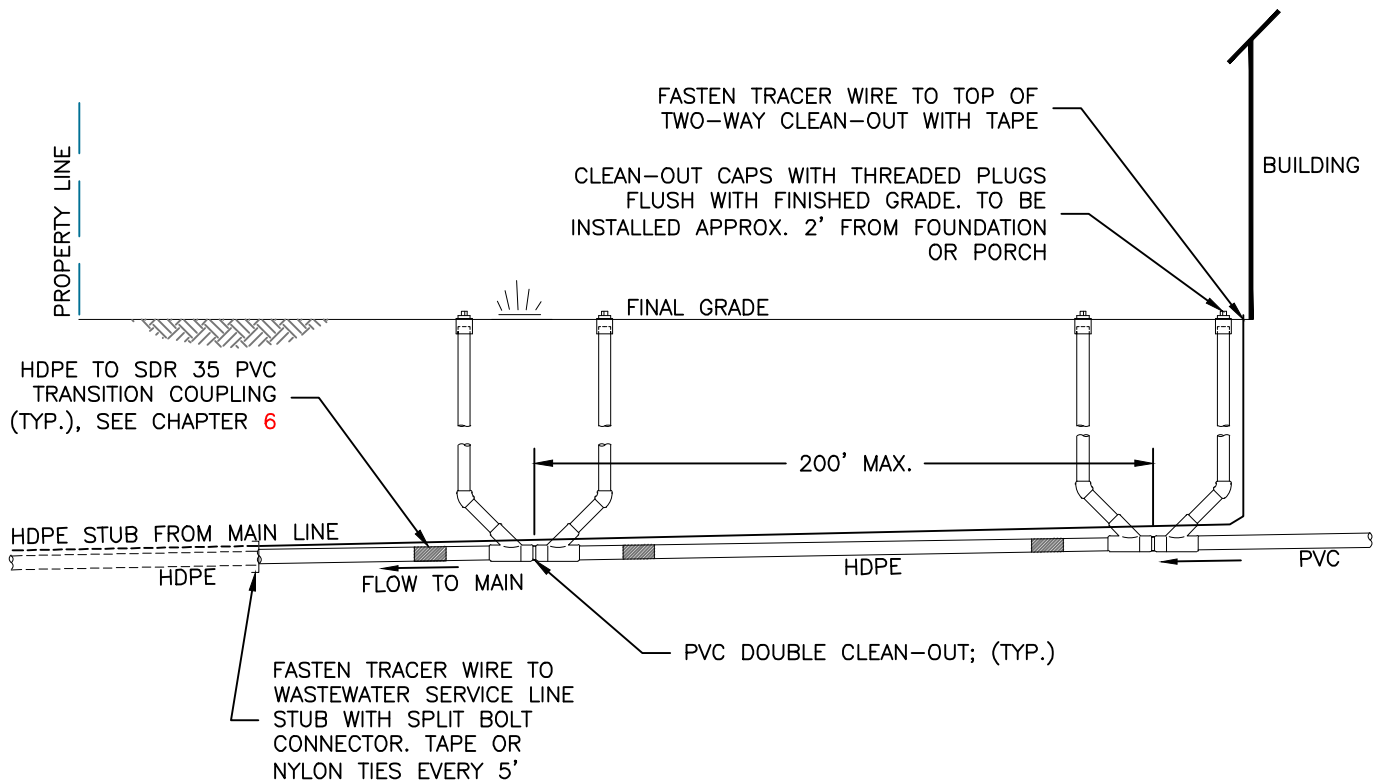 FASTEN TRACER WIRE TO TOP OF
TWO-WAY CLEAN-OUT WITH TAPE
BUILDING
PROPERTY LINE
CLEAN-OUT CAPS WITH THREADED PLUGS
FLUSH WITH FINISHED GRADE. TO BE
INSTALLED APPROX. 2' FROM FOUNDATION
OR PORCH
FINAL GRADE
HDPE TO SDR 35 PVC
TRANSITION COUPLING
(TYP.), SEE CHAPTER 6
200' MAX.
HDPE STUB FROM MAIN LINE
HDPE
FLOW TO MAIN
HDPE
PVC
PVC DOUBLE CLEAN-OUT; (TYP.)
FASTEN TRACER WIRE TO
WASTEWATER SERVICE LINE
STUB WITH SPLIT BOLT
CONNECTOR. TAPE OR
NYLON TIES EVERY 5'